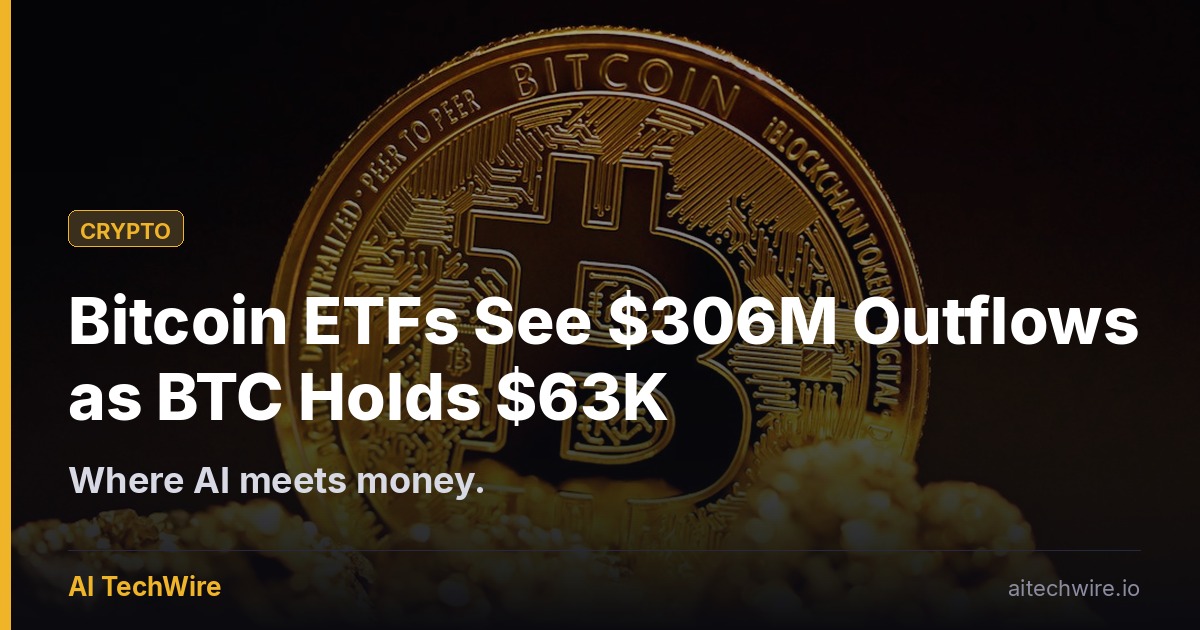 BITCOIN
PEER TO PEER
BLOCKCHAIN TOKEN
CRYPTO
Bitcoin ETFs See $306M Outflows
as BTC Holds $63K
Where AI meets money.
AI TechWire
aitechwire.io